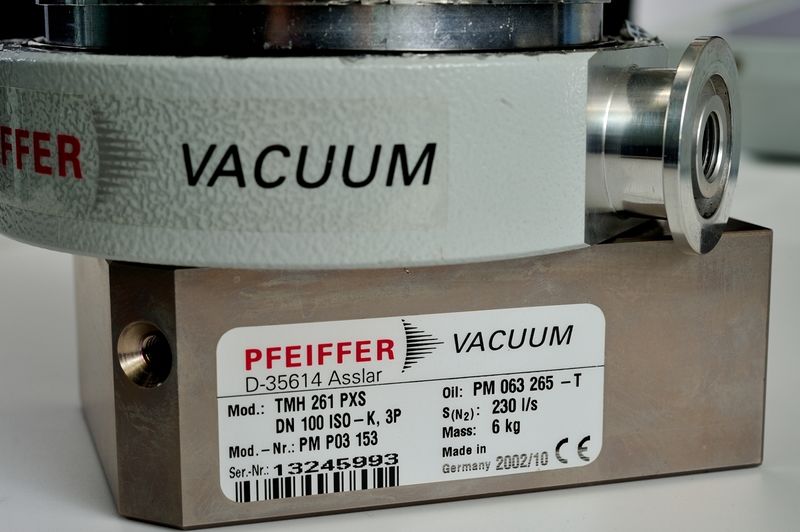 FFER VACUUM
PFEIFFER VACUUM
D-35614 Asslar
Mod.: TMH 261 PXS
DN 100 ISO-K, 3P
Mod.-Nr.: PM P03 153
Ser.-Nr.: 13245993
Oil: PM 063 265 -T
S(N2): 230 l/s
Mass: 6 kg
Made in
Germany 2002/10 CE